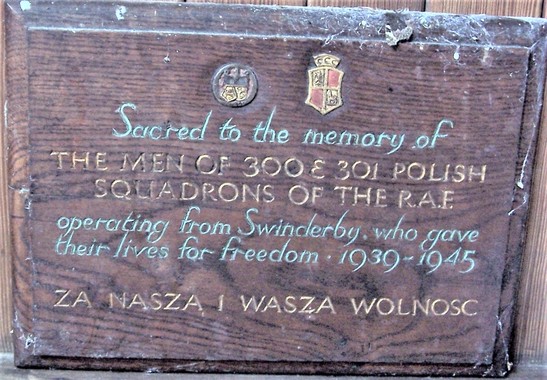 Sacred to the memory of
THE MEN OF 300 & 301 POLISH
SQUADRONS OF THE R.A.F.
operating from Swinderby, who gave
their lives for freedom · 1939-1945
ZA NASZĄ I WASZĄ WOLNOSC